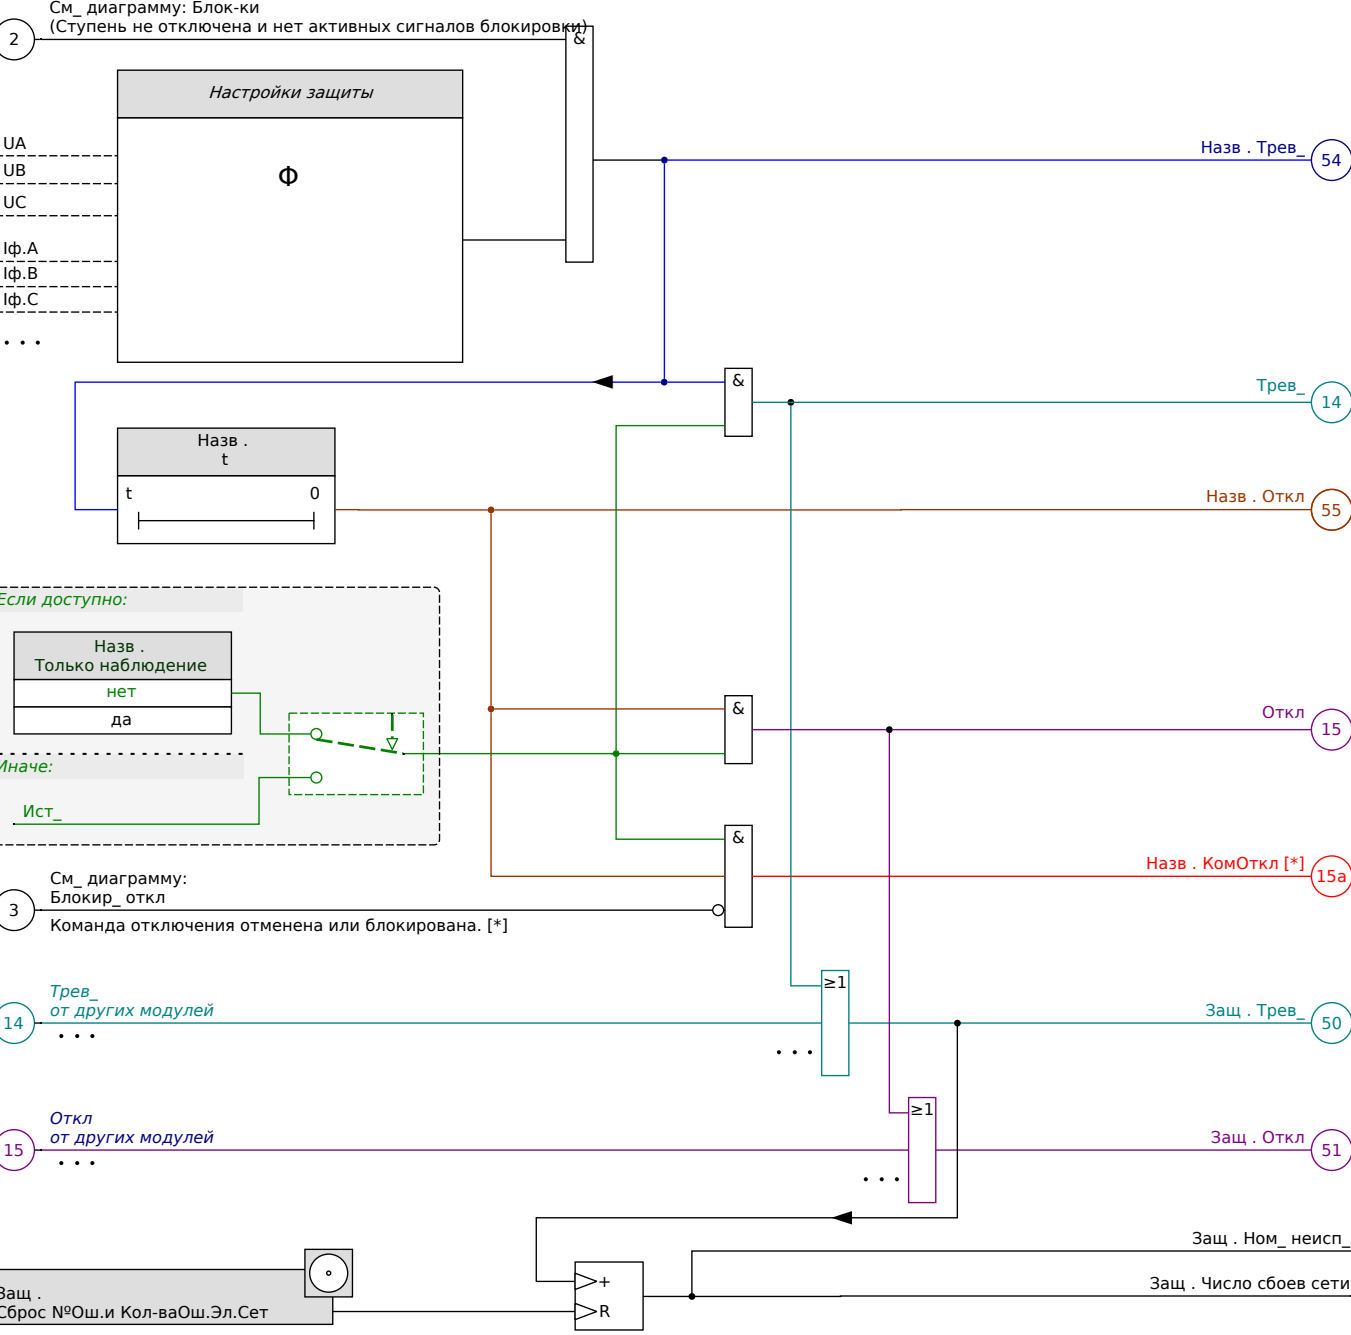 См_ диаграмму: Блок-ки
(Ступень не отключена и нет активных сигналов блокировки)
2
&
Настройки защиты
Ф
UA
UB
UC
Iф.A
Iф.B
Iф.C
. . .
Назв . Трев_
54
&
Трев_
14
Назв .
t
t
0
Назв . Откл
55
Если доступно:
Назв .
Только наблюдение
нет
да
Иначе:
Ист_
&
Откл
15
&
Назв . КомОткл [*]
15a
См_ диаграмму:
Блокир_ откл
3
Команда отключения отменена или блокирована. [*]
Трев_
от других модулей
14
. . .
≥1
. . .
Защ . Трев_
50
Откл
от других модулей
15
. . .
≥1
. . .
Защ . Откл
51
Защ . Ном_ неисп_
Защ . Число сбоев сети
+
R
Защ .
Сброс №Ош.и Кол-ваОш.Эл.Сет